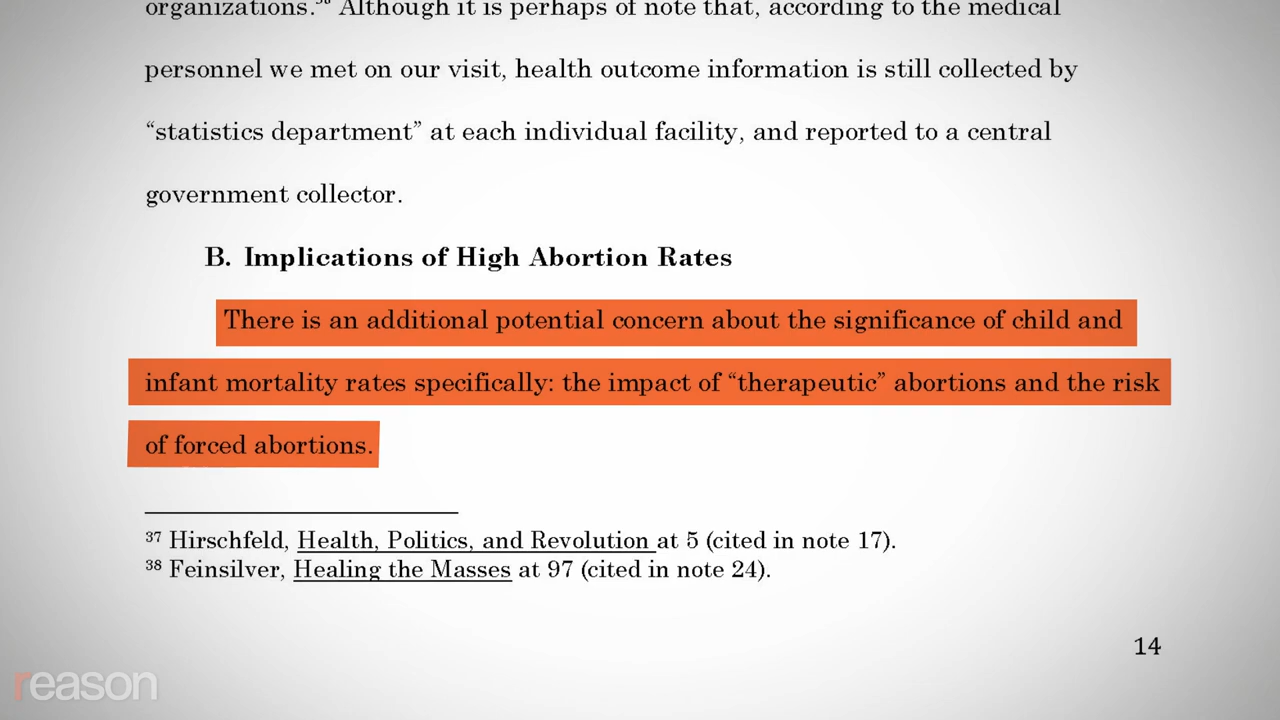 organizations.³⁸ Although it is perhaps of note that, according to the medical
personnel we met on our visit, health outcome information is still collected by
“statistics department” at each individual facility, and reported to a central
government collector.
B. Implications of High Abortion Rates
There is an additional potential concern about the significance of child and
infant mortality rates specifically: the impact of “therapeutic” abortions and the risk
of forced abortions.
³⁷ Hirschfeld, Health, Politics, and Revolution at 5 (cited in note 17).
³⁸ Feinsilver, Healing the Masses at 97 (cited in note 24).
14
reason